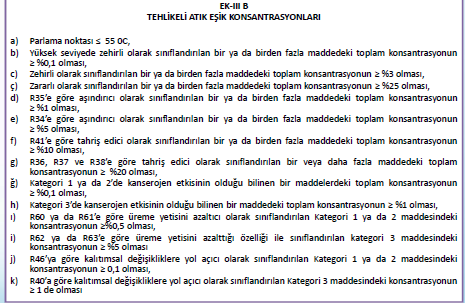 EK-III B
TEHLİKELİ ATIK EŞİK KONSANTRASYONLARI
a) Parlama noktası ≤ 55 0C,
b) Yüksek seviyede zehirli olarak sınıflandırılan bir ya da birden fazla maddedeki toplam konsantrasyonun
≥ %0,1 olması,
c) Zehirli olarak sınıflandırılan bir ya da birden fazla maddedeki toplam konsantrasyonun ≥ %3 olması,
ç) Zararlı olarak sınıflandırılan bir ya da birden fazla maddedeki toplam konsantrasyonun ≥ %25 olması,
d) R35'e göre aşındırıcı olarak sınıflandırılan bir ya da birden fazla maddedeki toplam konsantrasyonun
≥ %1 olması,
e) R34'e göre aşındırıcı olarak sınıflandırılan bir ya da birden fazla maddedeki toplam konsantrasyonun
≥ %5 olması,
f) R41'e göre tahriş edici olarak sınıflandırılan bir ya da birden fazla maddedeki toplam konsantrasyonun
≥ %10 olması,
g) R36, R37 ve R38'e göre tahriş edici olarak sınıflandırılan bir veya daha fazla maddedeki toplam
konsantrasyonun ≥ %20 olması,
ğ) Kategori 1 ya da 2'de kanserojen etkisinin olduğu bilinen bir maddelerdeki toplam konsantrasyonun
≥ %0,1 olması,
h) Kategori 3'de kanserojen etkisinin olduğu bilinen bir maddedeki toplam konsantrasyonun ≥ %1 olması,
ı) R60 ya da R61'e göre üreme yetisini azaltıcı olarak sınıflandırılan Kategori 1 ya da 2 maddesindeki
konsantrasyonun ≥%0,5 olması,
i) R62 ya da R63'e göre üreme yetisini azalttığı özelliği ile sınıflandırılan kategori 3 maddesindeki
konsantrasyonun ≥ %5 olması
j) R46'ya göre kalıtımsal değişikliklere yol açıcı olarak sınıflandırılan Kategori 1 ya da 2 maddesindeki
konsantrasyonun ≥ 0,1 olması,
k) R40'a göre kalıtımsal değişikliklere yol açıcı olarak sınıflandırılan Kategori 3 maddesindeki konsantrasyonun
≥ 1 de olması